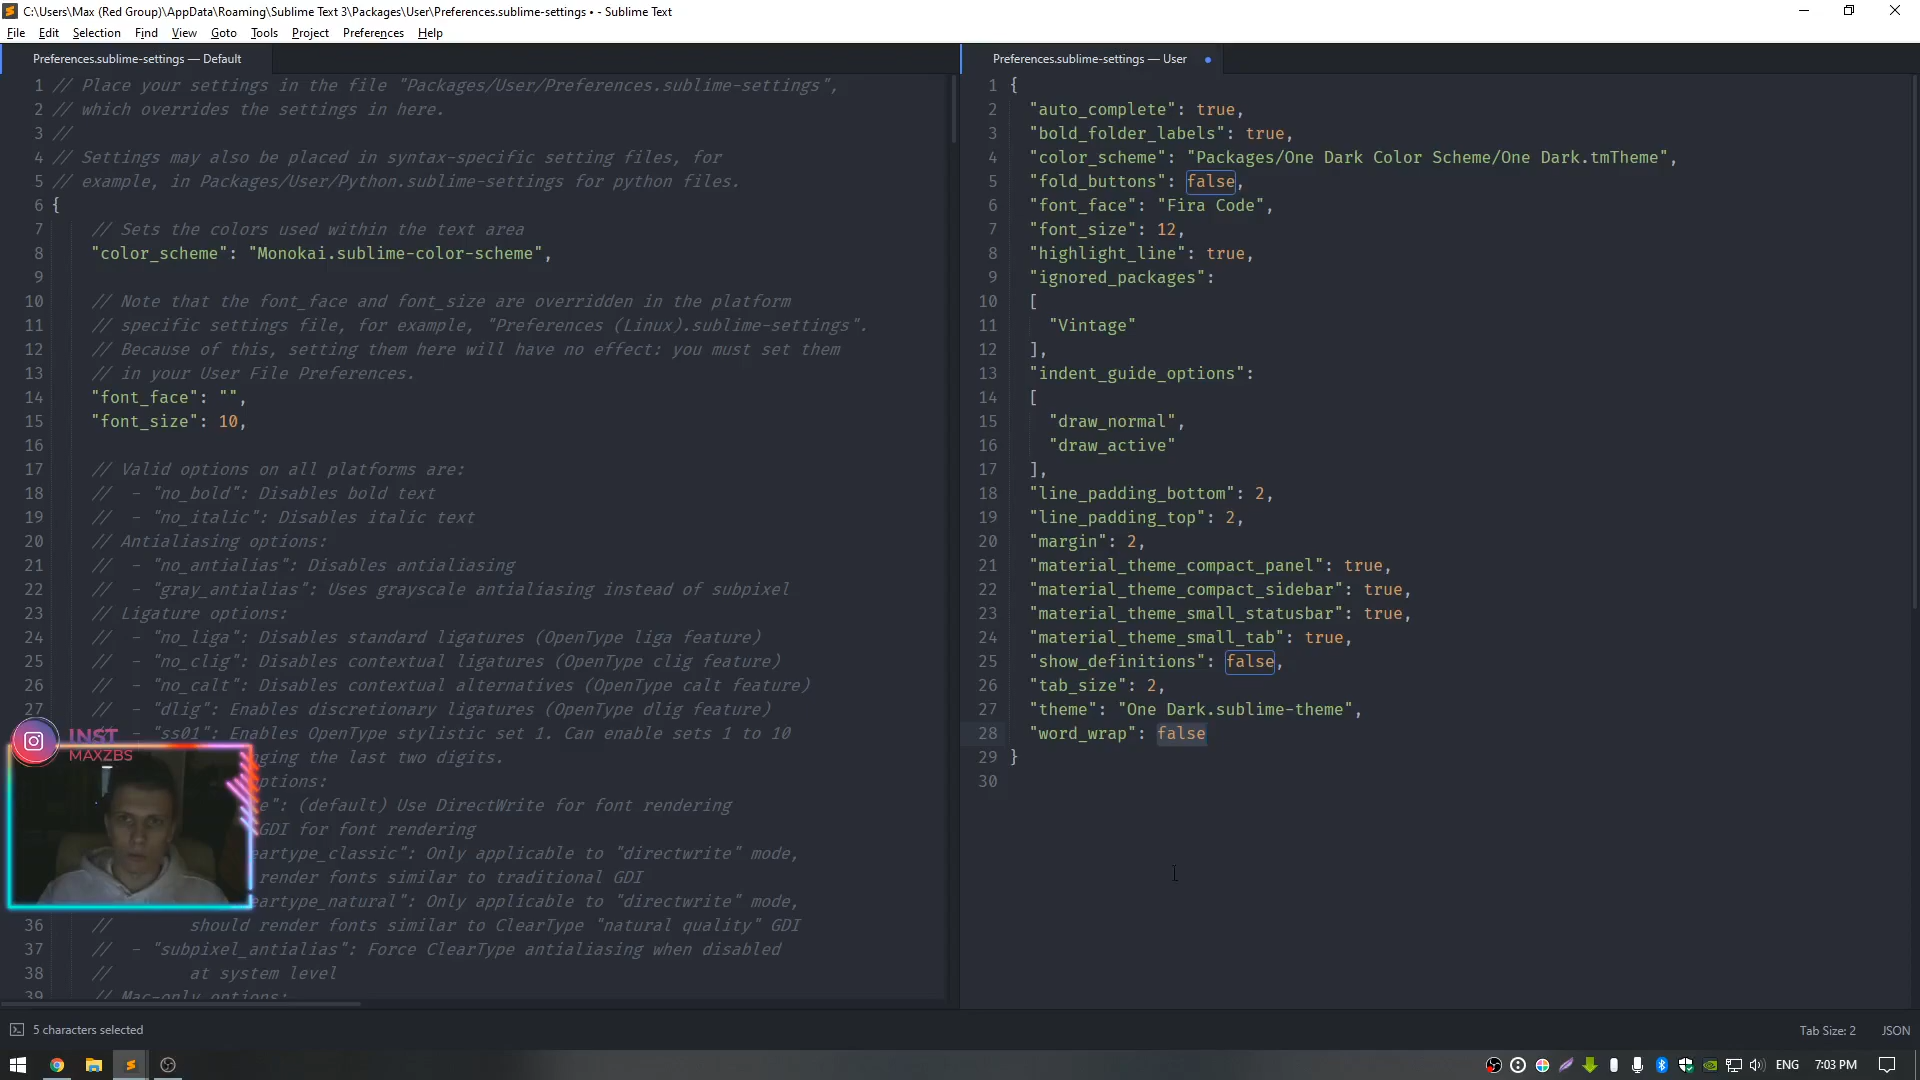 C:\Users\Max (Red Group)\AppData\Roaming\Sublime Text 3\Packages\User\Preferences.sublime-settings • - Sublime Text
File Edit Selection Find View Goto Tools Project Preferences Help
Preferences.sublime-settings — Default
1 // Place your settings in the file "Packages/User/Preferences.sublime-settings",
2 // which overrides the settings in here.
3 //
4 // Settings may also be placed in syntax-specific setting files, for
5 // example, in Packages/User/Python.sublime-settings for python files.
6 {
7 // Sets the colors used within the text area
8 "color_scheme": "Monokai.sublime-color-scheme",
9
10 // Note that the font_face and font_size are overridden in the platform
11 // specific settings file, for example, "Preferences (Linux).sublime-settings".
12 // Because of this, setting them here will have no effect: you must set them
13 // in your User File Preferences.
14 "font_face": "",
15 "font_size": 10,
16
17 // Valid options on all platforms are:
18 // - "no_bold": Disables bold text
19 // - "no_italic": Disables italic text
20 // Antialiasing options:
21 // - "no_antialias": Disables antialiasing
22 // - "gray_antialias": Uses grayscale antialiasing instead of subpixel
23 // Ligature options:
24 // - "no_liga": Disables standard ligatures (OpenType liga feature)
25 // - "no_clig": Disables contextual ligatures (OpenType clig feature)
26 // - "no_calt": Disables contextual alternatives (OpenType calt feature)
27 // - "dlig": Enables discretionary ligatures (OpenType dlig feature)
- "ss01": Enables OpenType stylistic set 1. Can enable sets 1 to 10
nging the last two digits.
options:
e": (default) Use DirectWrite for font rendering
GDI for font rendering
eartype_classic": Only applicable to "directwrite" mode,
render fonts similar to traditional GDI
eartype_natural": Only applicable to "directwrite" mode,
36 // should render fonts similar to ClearType "natural quality" GDI
37 // - "subpixel_antialias": Force ClearType antialiasing when disabled
38 // at system level
39 // Mac-only options:
INST
MAXZBS
Preferences.sublime-settings — User
1 {
2 "auto_complete": true,
3 "bold_folder_labels": true,
4 "color_scheme": "Packages/One Dark Color Scheme/One Dark.tmTheme",
5 "fold_buttons": false,
6 "font_face": "Fira Code",
7 "font_size": 12,
8 "highlight_line": true,
9 "ignored_packages":
10 [
11 "Vintage"
12 ],
13 "indent_guide_options":
14 [
15 "draw_normal",
16 "draw_active"
17 ],
18 "line_padding_bottom": 2,
19 "line_padding_top": 2,
20 "margin": 2,
21 "material_theme_compact_panel": true,
22 "material_theme_compact_sidebar": true,
23 "material_theme_small_statusbar": true,
24 "material_theme_small_tab": true,
25 "show_definitions": false,
26 "tab_size": 2,
27 "theme": "One Dark.sublime-theme",
28 "word_wrap": false
29 }
30
5 characters selected
Tab Size: 2 JSON
ENG 7:03 PM